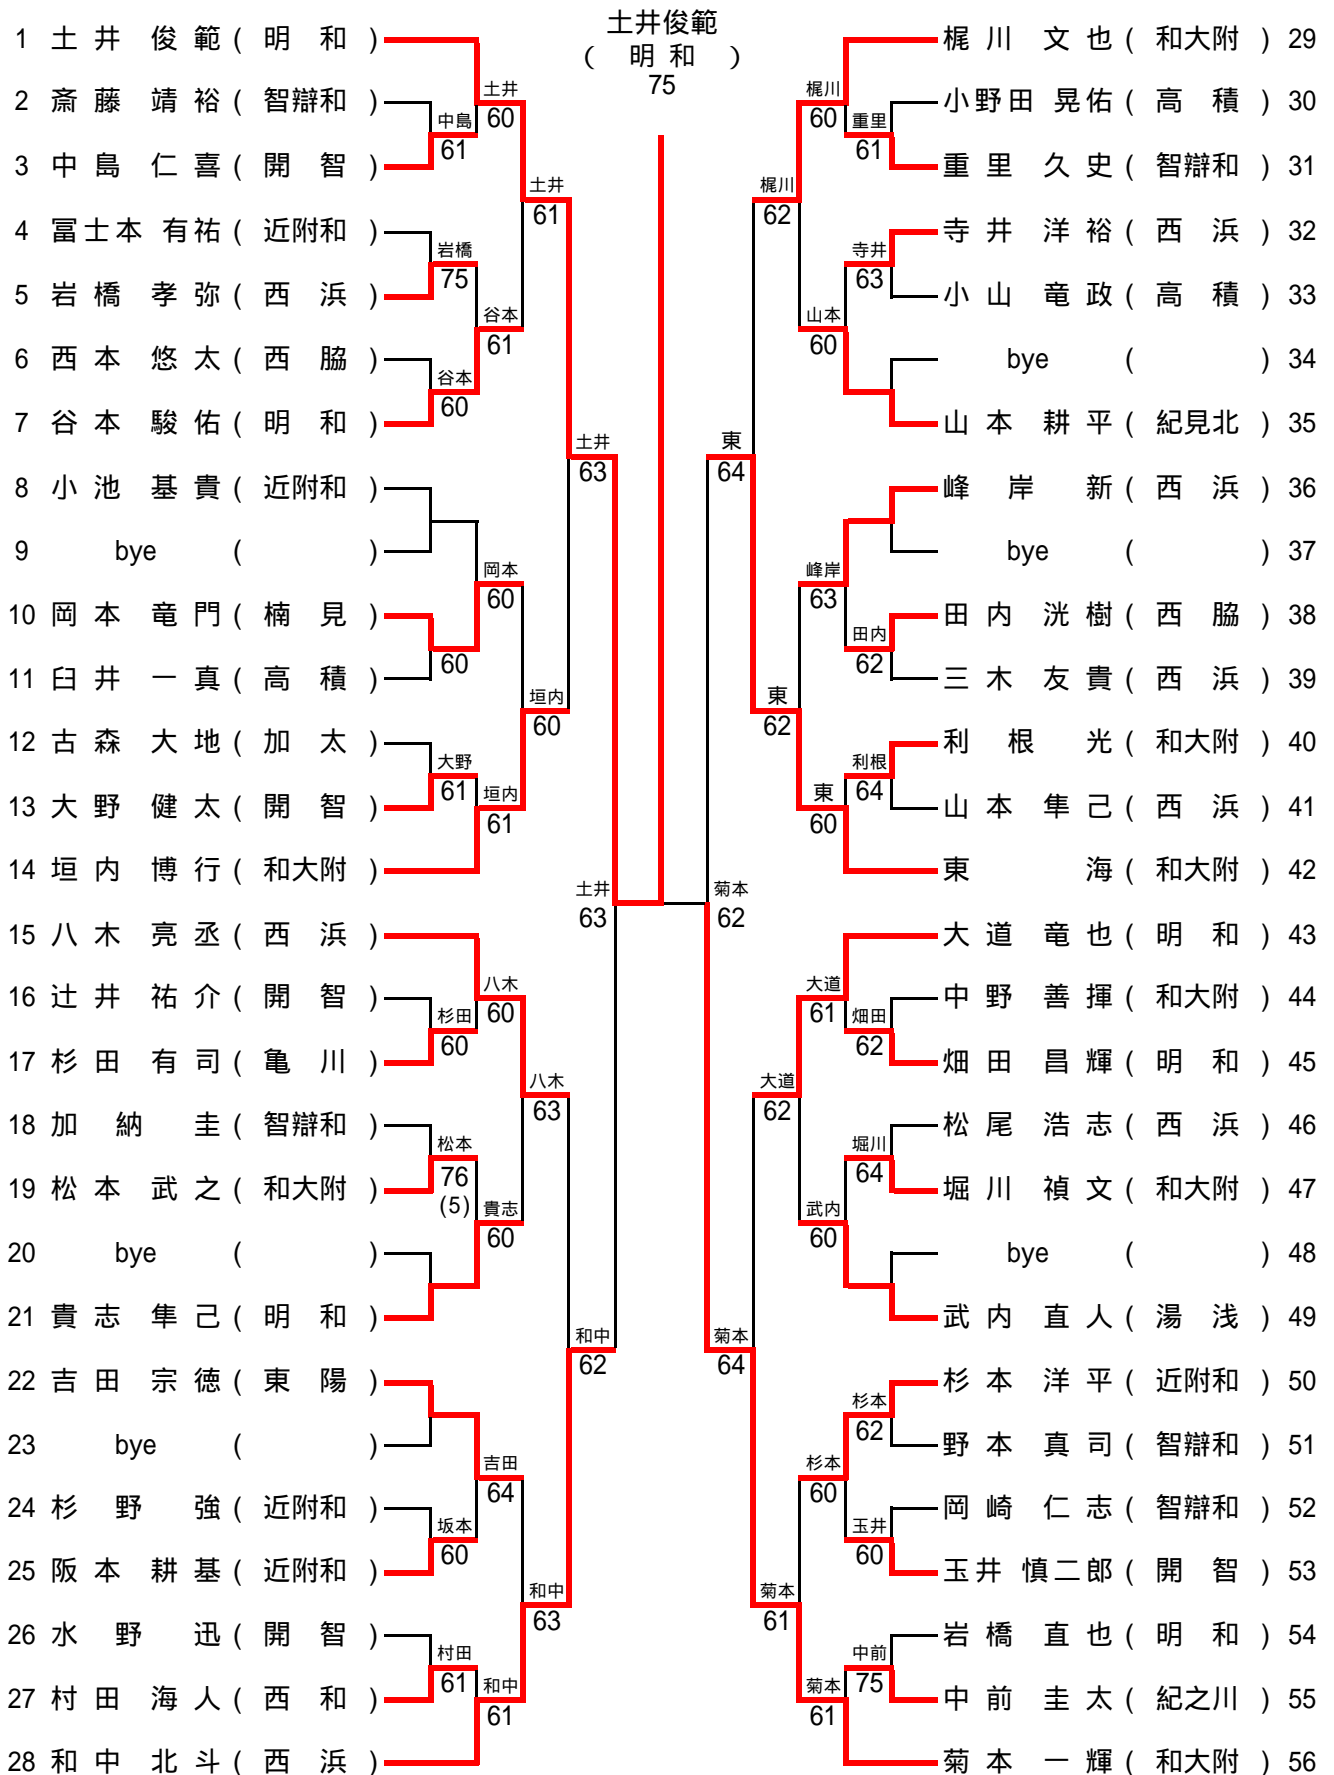 土井俊範
( 明 和 )
75
1 土井 俊範 ( 明 和 )
2 斎藤 靖裕 ( 智辯和 )
3 中島 仁喜 ( 開 智 )
4 冨士本 有祐 ( 近附和 )
5 岩橋 孝弥 ( 西 浜 )
6 西本 悠太 ( 西 脇 )
7 谷本 駿佑 ( 明 和 )
8 小池 基貴 ( 近附和 )
9 bye ( )
10 岡本 竜門 ( 楠 見 )
11 臼井 一真 ( 高 積 )
12 古森 大地 ( 加 太 )
13 大野 健太 ( 開 智 )
14 垣内 博行 ( 和大附 )
15 八木 亮丞 ( 西 浜 )
16 辻井 祐介 ( 開 智 )
17 杉田 有司 ( 亀 川 )
18 加納 圭 ( 智辯和 )
19 松本 武之 ( 和大附 )
20 bye ( )
21 貴志 隼己 ( 明 和 )
22 吉田 宗徳 ( 東 陽 )
23 bye ( )
24 杉野 強 ( 近附和 )
25 阪本 耕基 ( 近附和 )
26 水野 迅 ( 開 智 )
27 村田 海人 ( 西 和 )
28 和中 北斗 ( 西 浜 )
中島
61
岩橋
75
谷本
60
60
大野
61
杉田
60
松本
76
(5)
坂本
60
村田
61
土井
60
谷本
61
岡本
60
垣内
61
八木
60
貴志
60
吉田
64
和中
61
土井
61
垣内
60
八木
63
和中
63
土井
63
和中
62
土井
63
菊本
62
東
64
菊本
64
梶川
62
東
62
大道
62
菊本
61
梶川
60
山本
60
峰岸
63
東
60
大道
61
武内
60
杉本
60
菊本
61
重里
61
寺井
63
田内
62
利根
64
畑田
62
堀川
64
杉本
62
玉井
60
中前
75
梶川 文也 ( 和大附 ) 29
小野田 晃佑 ( 高 積 ) 30
重里 久史 ( 智辯和 ) 31
寺井 洋裕 ( 西 浜 ) 32
小山 竜政 ( 高 積 ) 33
bye ( ) 34
山本 耕平 ( 紀見北 ) 35
峰岸 新 ( 西 浜 ) 36
bye ( ) 37
田内 洸樹 ( 西 脇 ) 38
三木 友貴 ( 西 浜 ) 39
利根 光 ( 和大附 ) 40
山本 隼己 ( 西 浜 ) 41
東 海 ( 和大附 ) 42
大道 竜也 ( 明 和 ) 43
中野 善揮 ( 和大附 ) 44
畑田 昌輝 ( 明 和 ) 45
松尾 浩志 ( 西 浜 ) 46
堀川 禎文 ( 和大附 ) 47
bye ( ) 48
武内 直人 ( 湯 浅 ) 49
杉本 洋平 ( 近附和 ) 50
野本 真司 ( 智辯和 ) 51
岡崎 仁志 ( 智辯和 ) 52
玉井 慎二郎 ( 開 智 ) 53
岩橋 直也 ( 明 和 ) 54
中前 圭太 ( 紀之川 ) 55
菊本 一輝 ( 和大附 ) 56